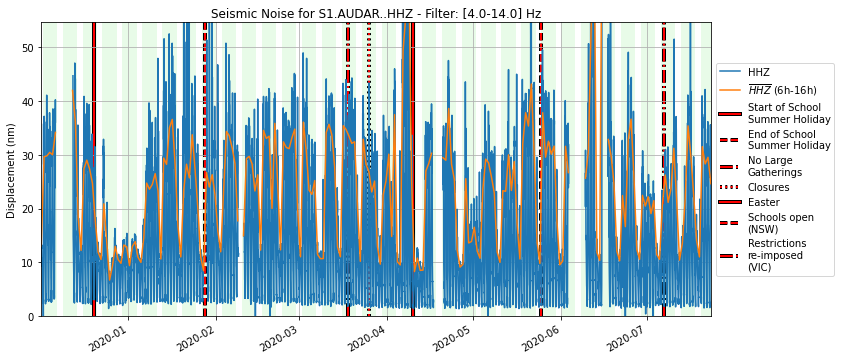 Seismic Noise for S1.AUDAR..HHZ - Filter: [4.0-14.0] Hz
Displacement (nm)
50
40
30
20
10
0
2020-01
2020-02
2020-03
2020-04
2020-05
2020-06
2020-07
HHZ
HHZ (6h-16h)
Start of School
Summer Holiday
End of School
Summer Holiday
No Large
Gatherings
Closures
Easter
Schools open
(NSW)
Restrictions
re-imposed
(VIC)